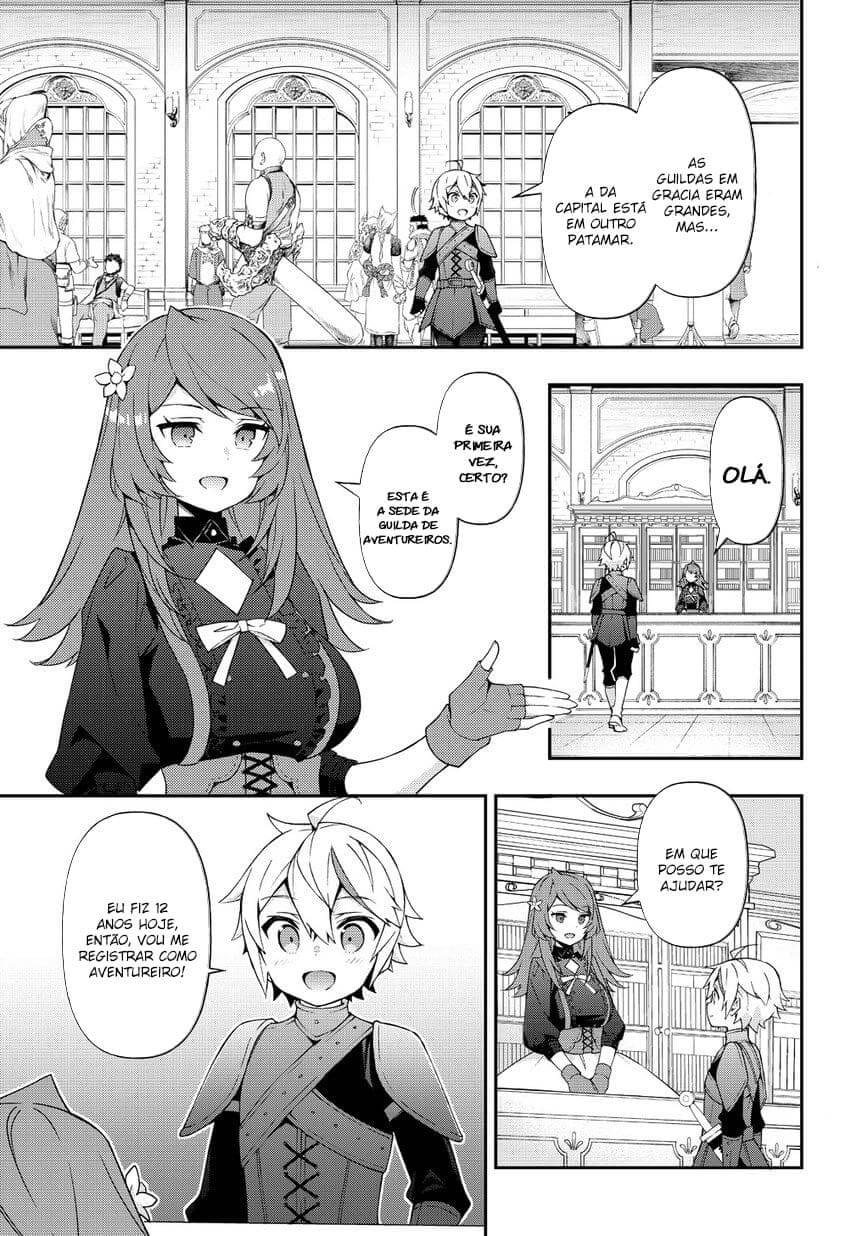 AS
GUILDAS EM
GRACIA ERAM
GRANDES,
MAS...
A DA
CAPITAL ESTÁ
EM OUTRO
PATAMAR.
OLÁ.
É SUA
PRIMEIRA
VEZ,
CERTO?
ESTA É
A SEDE DA
GUILDA DE
AVENTUREIROS.
EM QUE
POSSO TE
AJUDAR?
EU FIZ 12
ANOS HOJE,
ENTÃO, VOU ME
REGISTRAR COMO
AVENTUREIRO!